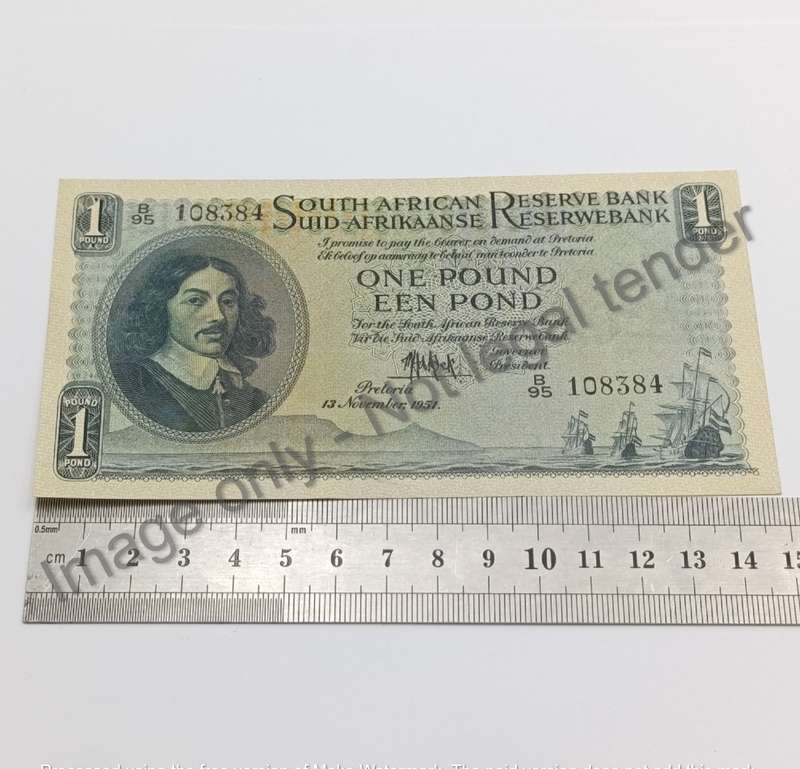 1
POUND
B
95 108384
SOUTH AFRICAN RESERVE BANK
SUID-AFRIKAANSE RESERWEBANK
1
POUND
I promise to pay the bearer on demand at Pretoria
Ek beloof op aanvraag te betaal aan toonder te Pretoria
ONE POUND
EEN POND
For the South African Reserve Bank
Vir die Suid-Afrikaanse Reserwebank
Governor
President.
Pretoria
13 November, 1951.
B
95 108384
POUND
1
POND
Image only - Not legal tender
0.5mm mm
cm 1 2 3 4 5 6 7 8 9 10 11 12 13 14 15